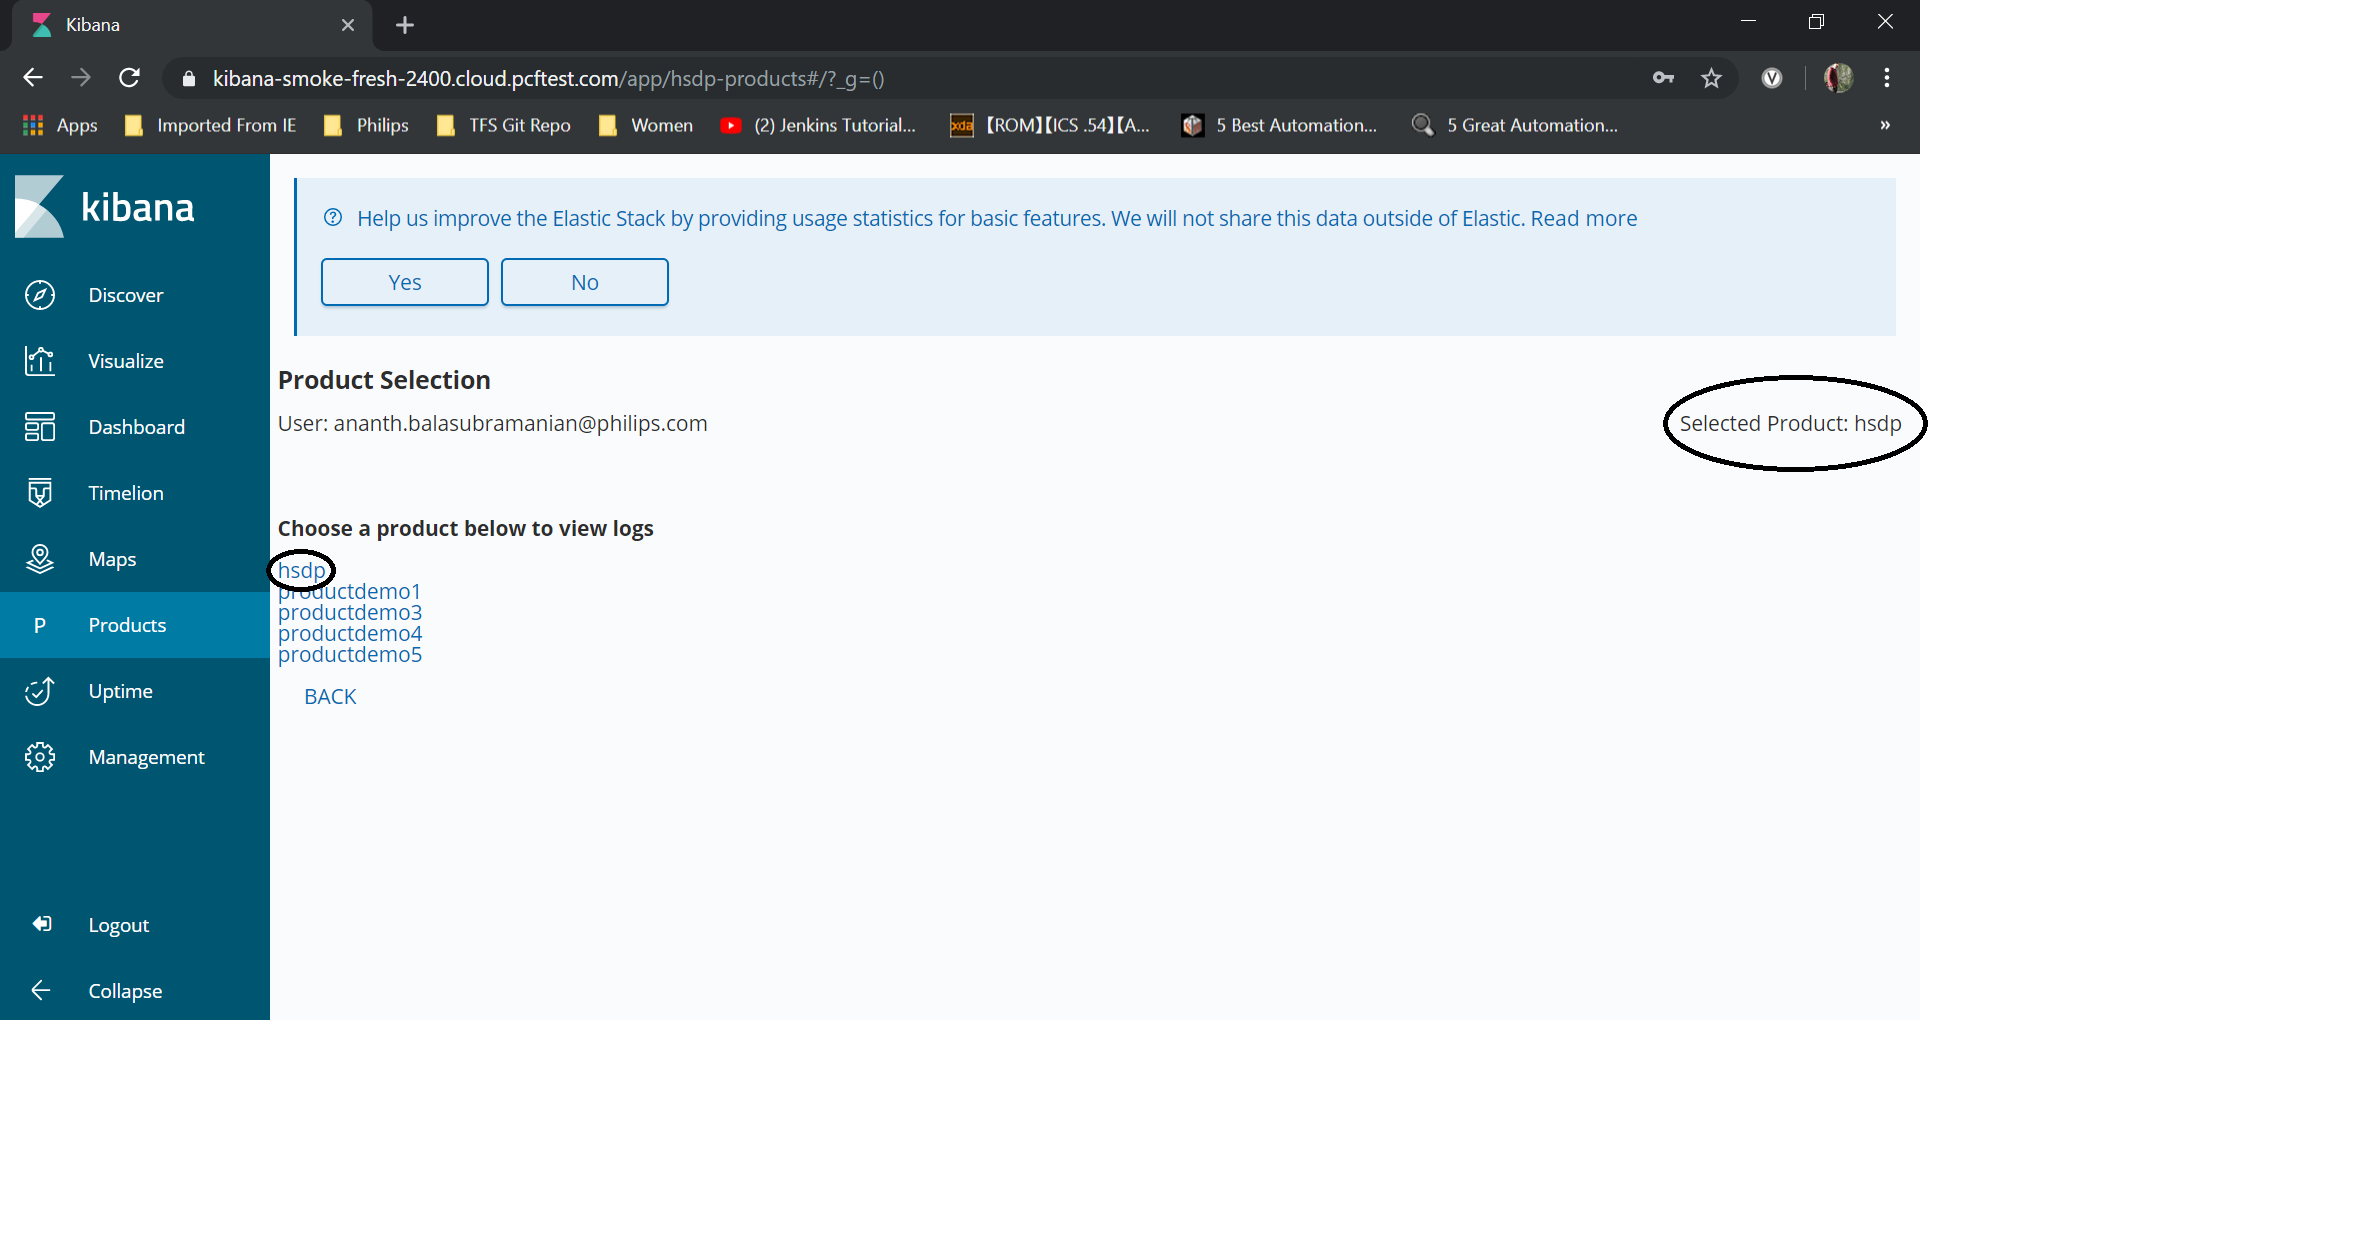 Kibana
kibana-smoke-fresh-2400.cloud.pcftest.com/app/hsdp-products#/?_g=()
Apps Imported From IE Philips TFS Git Repo Women (2) Jenkins Tutorial... xda 【ROM】【ICS .54】【A... 5 Best Automation... 5 Great Automation... »
kibana
Help us improve the Elastic Stack by providing usage statistics for basic features. We will not share this data outside of Elastic. Read more
Yes No
Discover
Visualize
Dashboard
Timelion
Maps
P Products
Uptime
Management
Logout
Collapse
Product Selection
User: ananth.balasubramanian@philips.com
Selected Product: hsdp
Choose a product below to view logs
hsdp
productdemo1
productdemo3
productdemo4
productdemo5
BACK